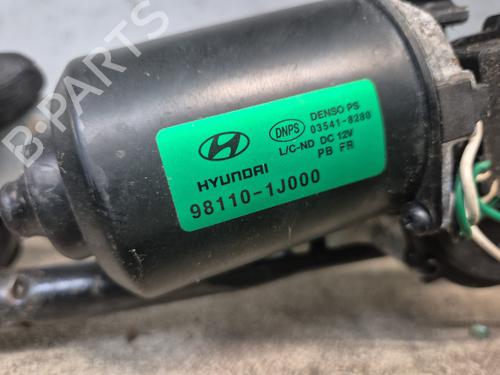 B-PARTS
DNPS
DENSO PS
03541-8280
L/C-ND DC 12V
PB FR
HYUNDAI
98110-1J000